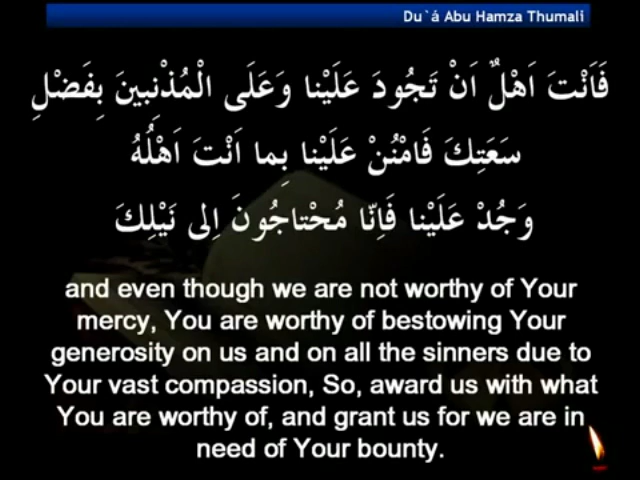 Du`á Abu Hamza Thumali
فَاَنْتَ اَهْلٌ اَنْ تَجُودَ عَلَيْنا وَعَلَى الْمُذْنِبينَ بِفَضْلِ
سَعَتِكَ فَامْنُنْ عَلَيْنا بِما اَنْتَ اَهْلُهُ
وَجُدْ عَلَيْنا فَاِنّا مُحْتاجُونَ اِلى نَيْلِكَ
and even though we are not worthy of Your
mercy, You are worthy of bestowing Your
generosity on us and on all the sinners due to
Your vast compassion, So, award us with what
You are worthy of, and grant us for we are in
need of Your bounty.